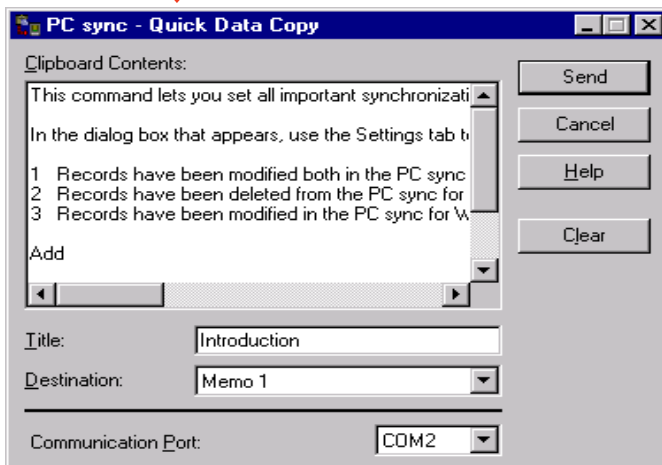 PC sync - Quick Data Copy
Clipboard Contents:
This command lets you set all important synchronizati
In the dialog box that appears, use the Settings tab t
1 Records have been modified both in the PC sync
2 Records have been deleted from the PC sync for
3 Records have been modified in the PC sync for W
Add
Send
Cancel
Help
Clear
Title: Introduction
Destination: Memo 1
Communication Port: COM2